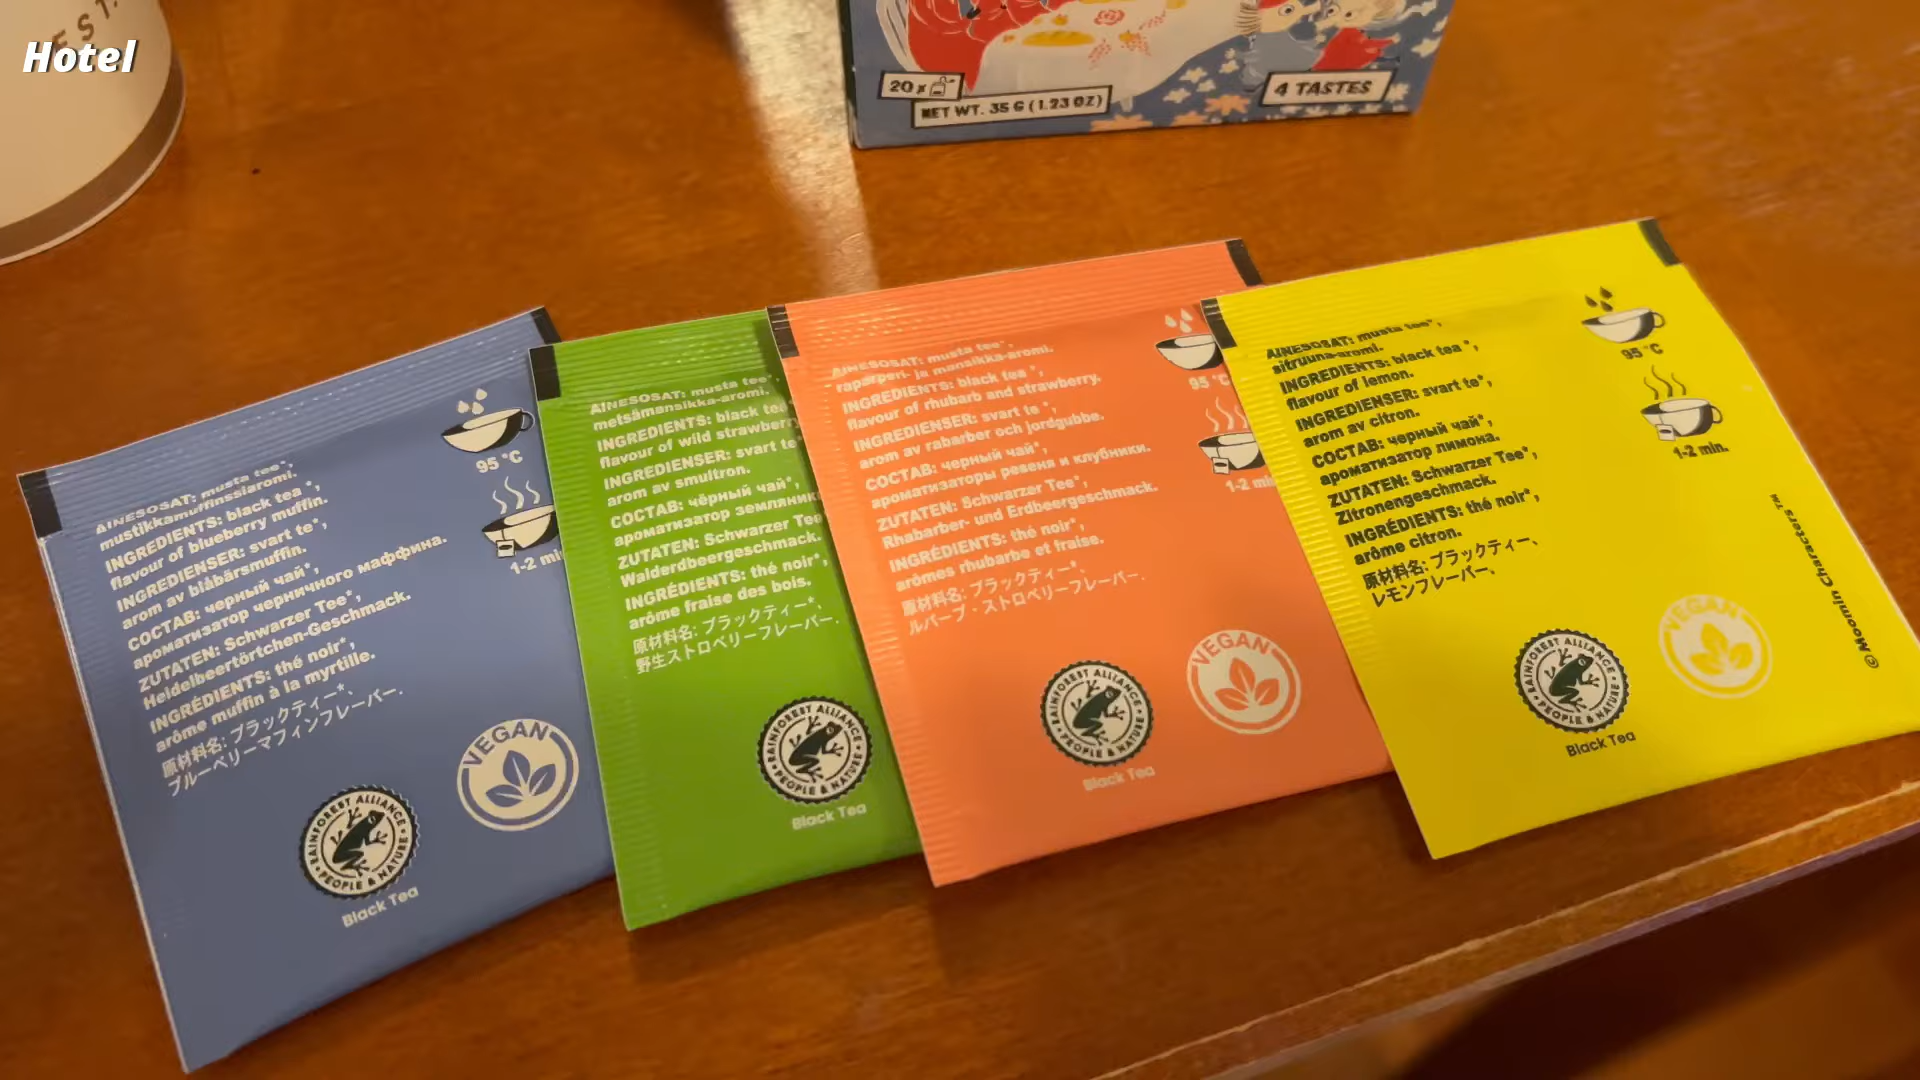 Hotel
EST.
20 x
NET WT. 35 G (1.23 OZ)
4 TASTES
AINESOSAT: musta tee*,
mustikkamuffinssiaromi.
INGREDIENTS: black tea *,
flavour of blueberry muffin.
INGREDIENSER: svart te*,
arom av blåbärsmuffin.
СОСТАВ: черный чай*,
ароматизатор черничного маффина.
ZUTATEN: Schwarzer Tee*,
Heidelbeertörtchen-Geschmack.
INGRÉDIENTS: thé noir*,
arôme muffin à la myrtille.
原材料名: ブラックティー*、
ブルーベリーマフィンフレーバー.
95 °C
1-2 min
VEGAN
RAINFOREST ALLIANCE
PEOPLE & NATURE
Black Tea
AINESOSAT: musta tee*,
metsämansikka-aromi.
INGREDIENTS: black tea
flavour of wild strawberry
INGREDIENSER: svart te*
arom av smultron.
СОСТАВ: чёрный чай*,
ароматизатор земляник
ZUTATEN: Schwarzer Tee
Walderdbeergeschmack.
INGRÉDIENTS: thé noir*,
arôme fraise des bois.
原材料名: ブラックティー*、
野生ストロベリーフレーバー.
RAINFOREST ALLIANCE
PEOPLE & NATURE
Black Tea
AINESOSAT: musta tee*,
raparperi- ja mansikka-aromi.
INGREDIENTS: black tea *,
flavour of rhubarb and strawberry.
INGREDIENSER: svart te *,
arom av rabarber och jordgubbe.
СОСТАВ: черный чай*,
ароматизаторы ревеня и клубники.
ZUTATEN: Schwarzer Tee*,
Rhabarber- und Erdbeergeschmack.
INGRÉDIENTS: thé noir*,
arômes rhubarbe et fraise.
原材料名: ブラックティー*、
ルバーブ・ストロベリーフレーバー.
95 °C
1-2 min
RAINFOREST ALLIANCE
PEOPLE & NATURE
Black Tea
VEGAN
AINESOSAT: musta tee*,
sitruuna-aromi.
INGREDIENTS: black tea *,
flavour of lemon.
INGREDIENSER: svart te*,
arom av citron.
СОСТАВ: черный чай*,
ароматизатор лимона.
ZUTATEN: Schwarzer Tee*,
Zitronengeschmack.
INGRÉDIENTS: thé noir*,
arôme citron.
原材料名: ブラックティー、
レモンフレーバー、
95 °C
1-2 min.
© Moomin Characters ™
RAINFOREST ALLIANCE
PEOPLE & NATURE
Black Tea
VEGAN